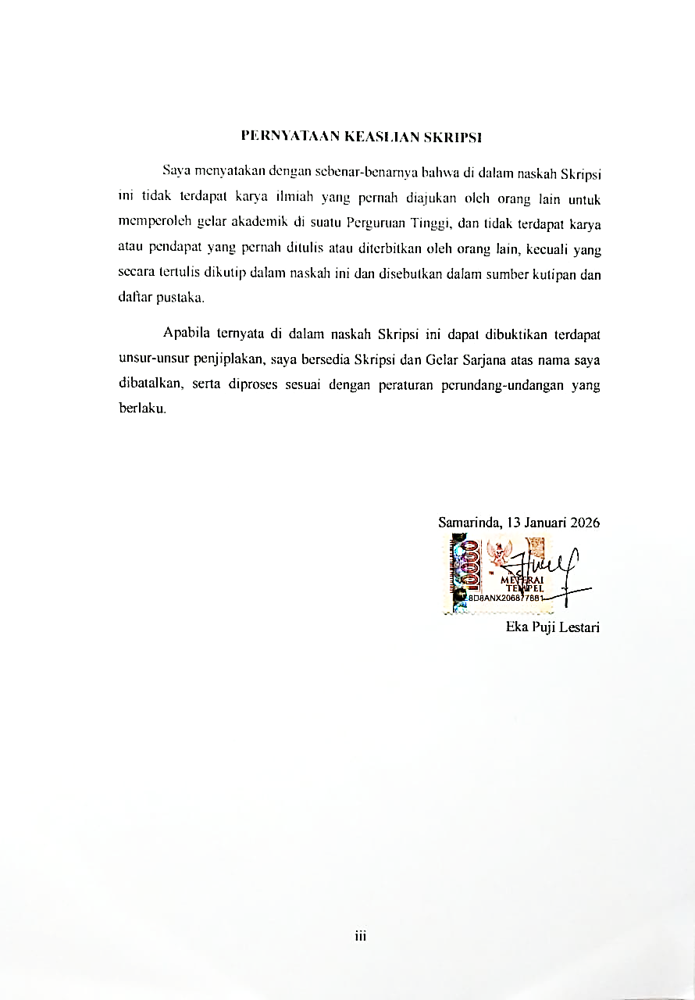 PERNYATAAN KEASLIAN SKRIPSI
Saya menyatakan dengan sebenar-benarnya bahwa di dalam naskah Skripsi
ini tidak terdapat karya ilmiah yang pernah diajukan oleh orang lain untuk
memperoleh gelar akademik di suatu Perguruan Tinggi, dan tidak terdapat karya
atau pendapat yang pernah ditulis atau diterbitkan oleh orang lain, kecuali yang
secara tertulis dikutip dalam naskah ini dan disebutkan dalam sumber kutipan dan
daftar pustaka.
Apabila ternyata di dalam naskah Skripsi ini dapat dibuktikan terdapat
unsur-unsur penjiplakan, saya bersedia Skripsi dan Gelar Sarjana atas nama saya
dibatalkan, serta diproses sesuai dengan peraturan perundang-undangan yang
berlaku.
Samarinda, 13 Januari 2026
10000
METERAI
TEMPEL
Eka Puji Lestari
iii